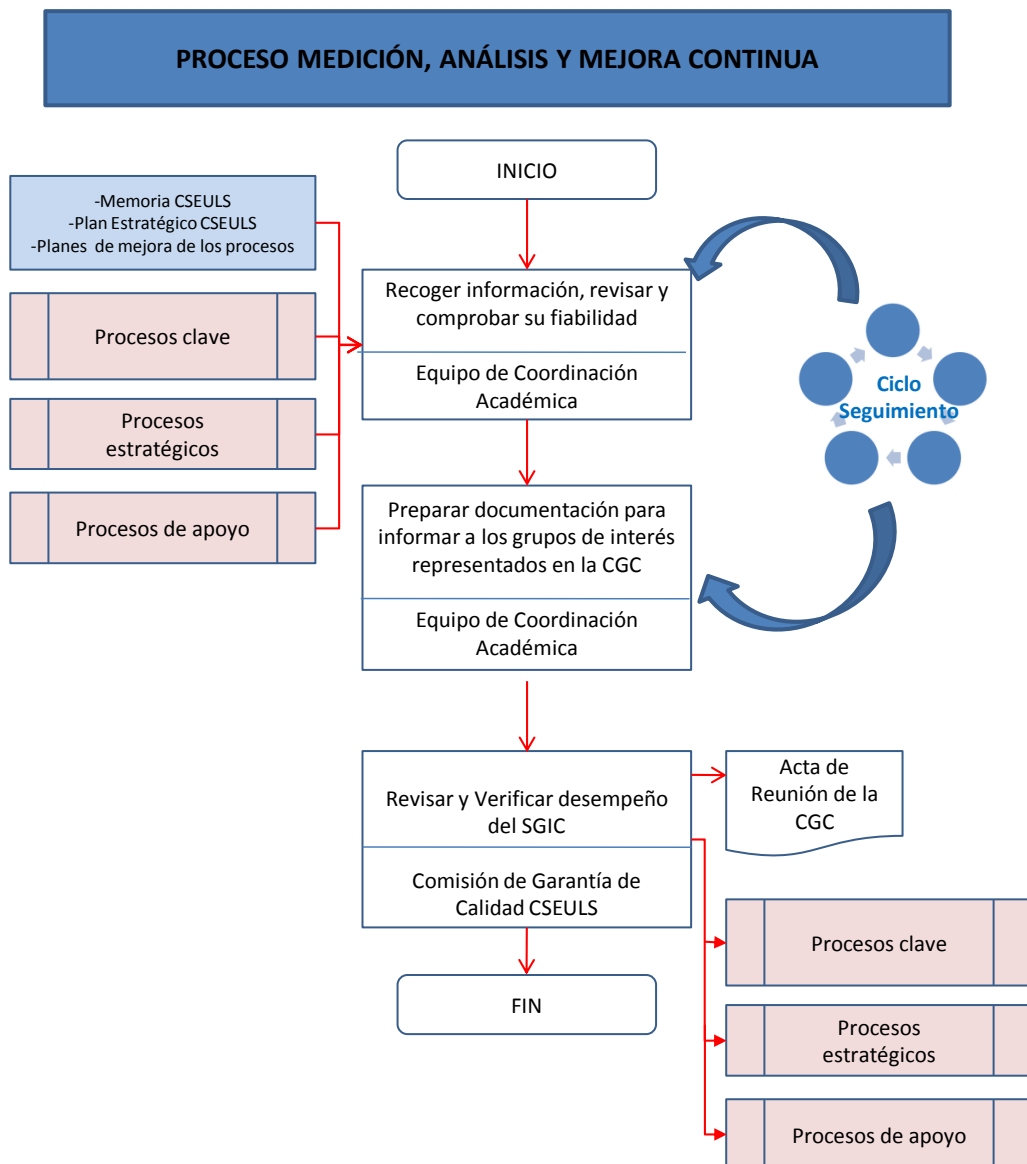 PROCESO MEDICIÓN, ANÁLISIS Y MEJORA CONTINUA
INICIO
-Memoria CSEULS
-Plan Estratégico CSEULS
-Planes de mejora de los procesos
Procesos clave
Procesos
estratégicos
Procesos de apoyo
Recoger información, revisar y
comprobar su fiabilidad
Equipo de Coordinación
Académica
Ciclo
Seguimiento
Preparar documentación para
informar a los grupos de interés
representados en la CGC
Equipo de Coordinación
Académica
Revisar y Verificar desempeño
del SGIC
Comisión de Garantía de
Calidad CSEULS
Acta de
Reunión de la
CGC
Procesos clave
Procesos
estratégicos
Procesos de apoyo
FIN